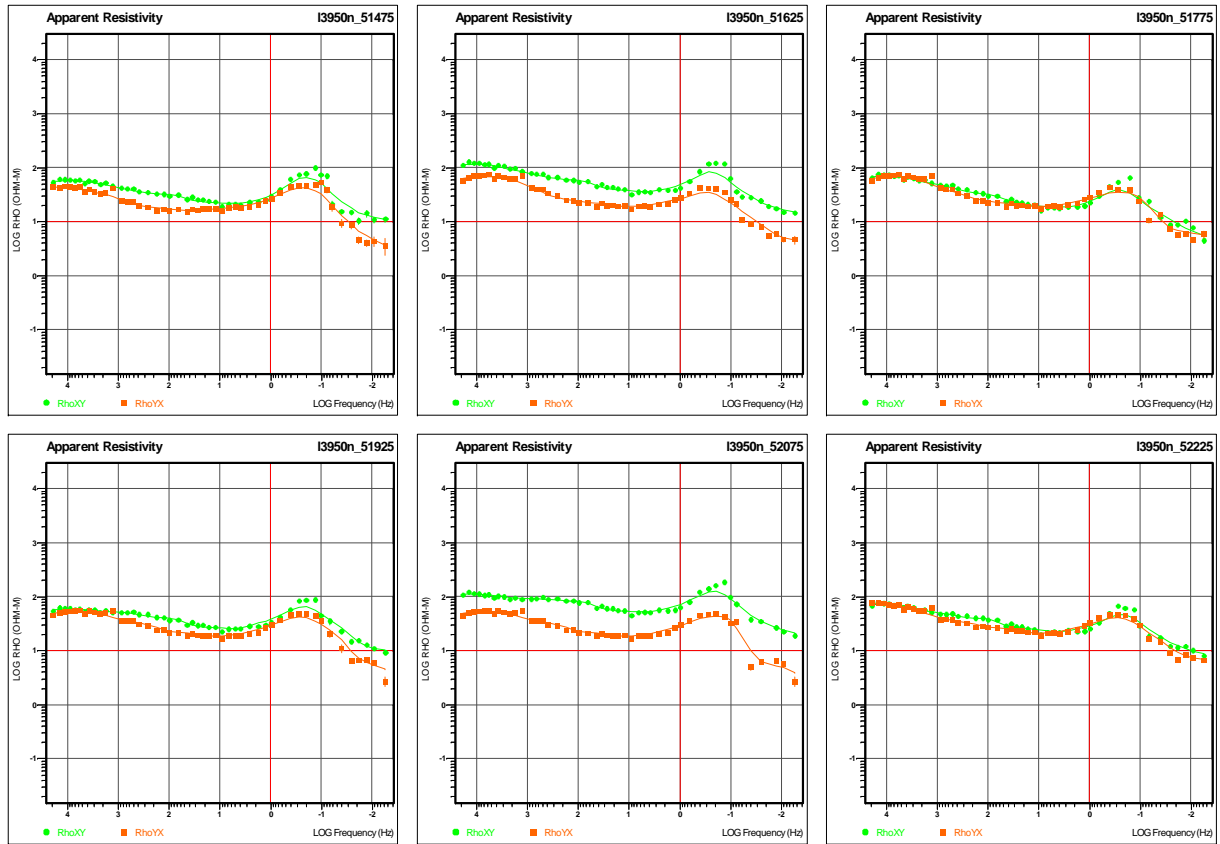 Apparent Resistivity I3950n_51475
4
3
2
1
0
-1
LOG RHO (OHM-M)
4 3 2 1 0 -1 -2
RhoXY RhoYX LOG Frequency (Hz)
Apparent Resistivity I3950n_51625
4
3
2
1
0
-1
LOG RHO (OHM-M)
4 3 2 1 0 -1 -2
RhoXY RhoYX LOG Frequency (Hz)
Apparent Resistivity I3950n_51775
4
3
2
1
0
-1
LOG RHO (OHM-M)
4 3 2 1 0 -1 -2
RhoXY RhoYX LOG Frequency (Hz)
Apparent Resistivity I3950n_51925
4
3
2
1
0
-1
LOG RHO (OHM-M)
4 3 2 1 0 -1 -2
RhoXY RhoYX LOG Frequency (Hz)
Apparent Resistivity I3950n_52075
4
3
2
1
0
-1
LOG RHO (OHM-M)
4 3 2 1 0 -1 -2
RhoXY RhoYX LOG Frequency (Hz)
Apparent Resistivity I3950n_52225
4
3
2
1
0
-1
LOG RHO (OHM-M)
4 3 2 1 0 -1 -2
RhoXY RhoYX LOG Frequency (Hz)